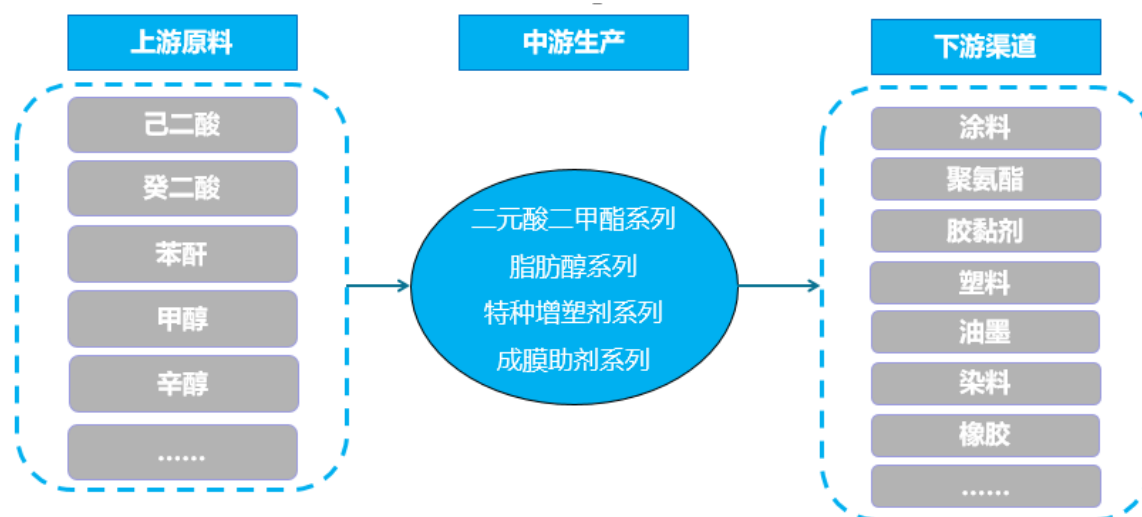 上游原料
中游生产
下游渠道
己二酸
癸二酸
苯酐
甲醇
辛醇
......
二元酸二甲酯系列
脂肪醇系列
特种增塑剂系列
成膜助剂系列
涂料
聚氨酯
胶黏剂
塑料
油墨
染料
橡胶
......